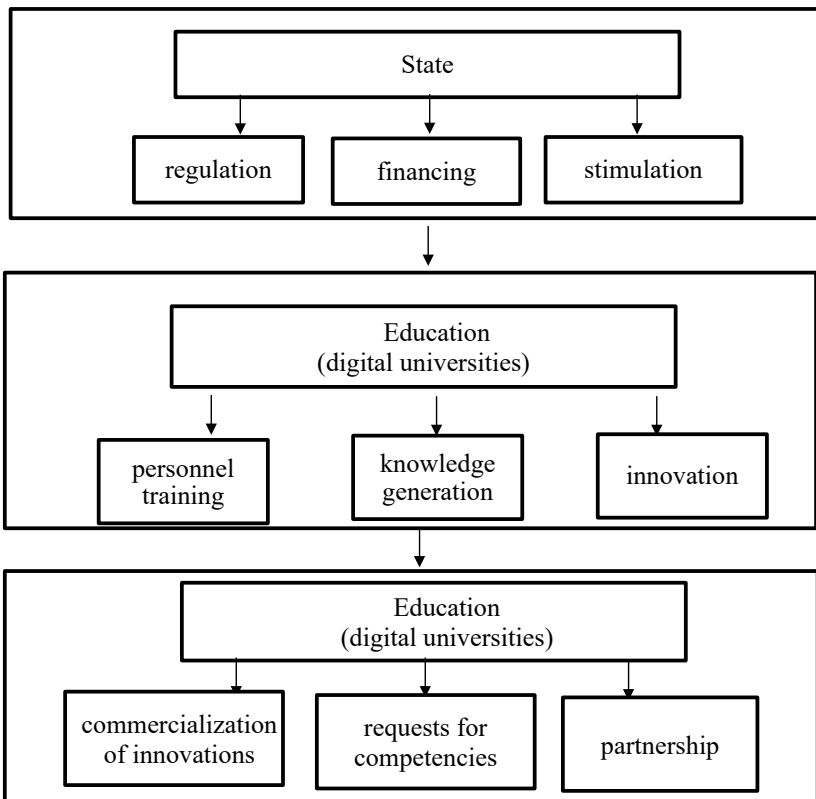 State
regulation
financing
stimulation
Education
(digital universities)
personnel
training
knowledge
generation
innovation
Education
(digital universities)
commercialization
of innovations
requests for
competencies
partnership